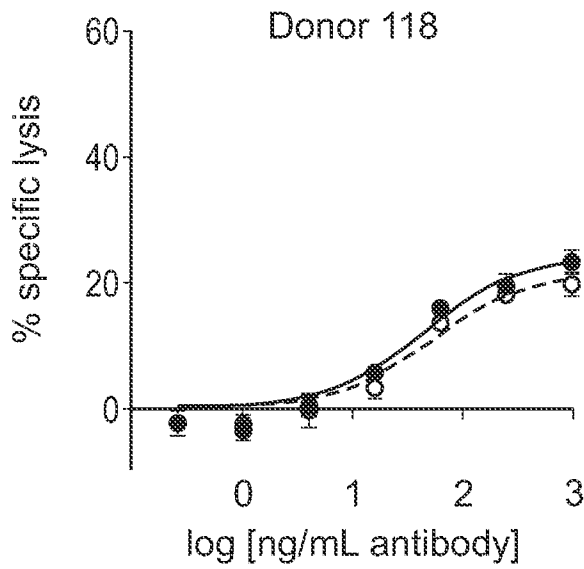 Donor 118
60
40
20
0
% specific lysis
0 1 2 3
log [ng/mL antibody]